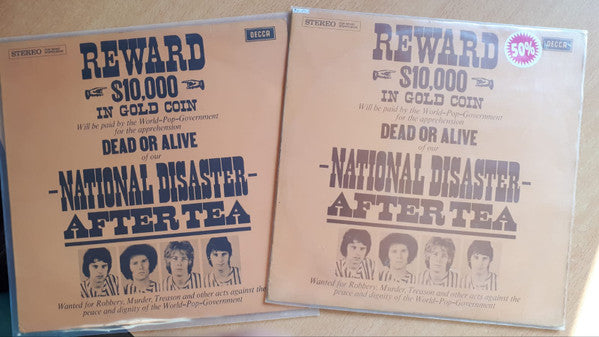 STEREO
DECCA
REWARD
$10,000
IN GOLD COIN
Will be paid by the World-Pop-Government
for the apprehension
DEAD OR ALIVE
of our
-NATIONAL DISASTER-
AFTER TEA
Wanted for Robbery, Murder, Treason and other acts against the
peace and dignity of the World-Pop-Government
STEREO
DECCA
50%
REWARD
$10,000
IN GOLD COIN
Will be paid by the World-Pop-Government
for the apprehension
DEAD OR ALIVE
of our
-NATIONAL DISASTER-
AFTER TEA
Wanted for Robbery, Murder, Treason and other acts against the
peace and dignity of the World-Pop-Government